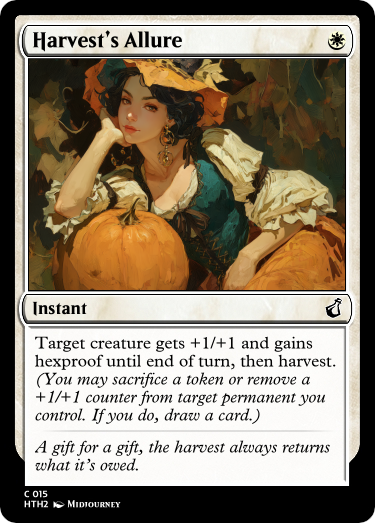 Harvest's Allure
Instant
Target creature gets +1/+1 and gains
hexproof until end of turn, then harvest.
(You may sacrifice a token or remove a
+1/+1 counter from target permanent you
control. If you do, draw a card.)
A gift for a gift, the harvest always returns
what it's owed.
C 015
HTH2 Midjourney